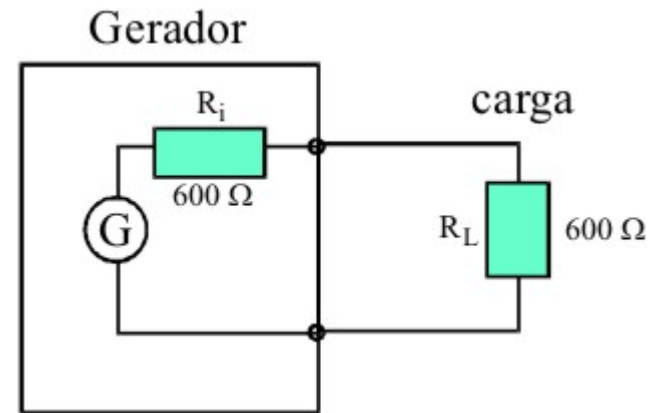 Gerador
carga
Ri
600 Ω
G
RL
600 Ω